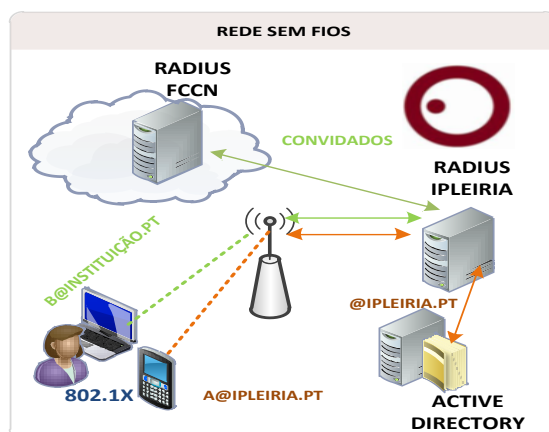 REDE SEM FIOS
RADIUS
FCCN
CONVIDADOS
RADIUS
IPLEIRIA
B@INSTITUIÇÃO.PT
@IPLEIRIA.PT
802.1X
A@IPLEIRIA.PT
ACTIVE
DIRECTORY